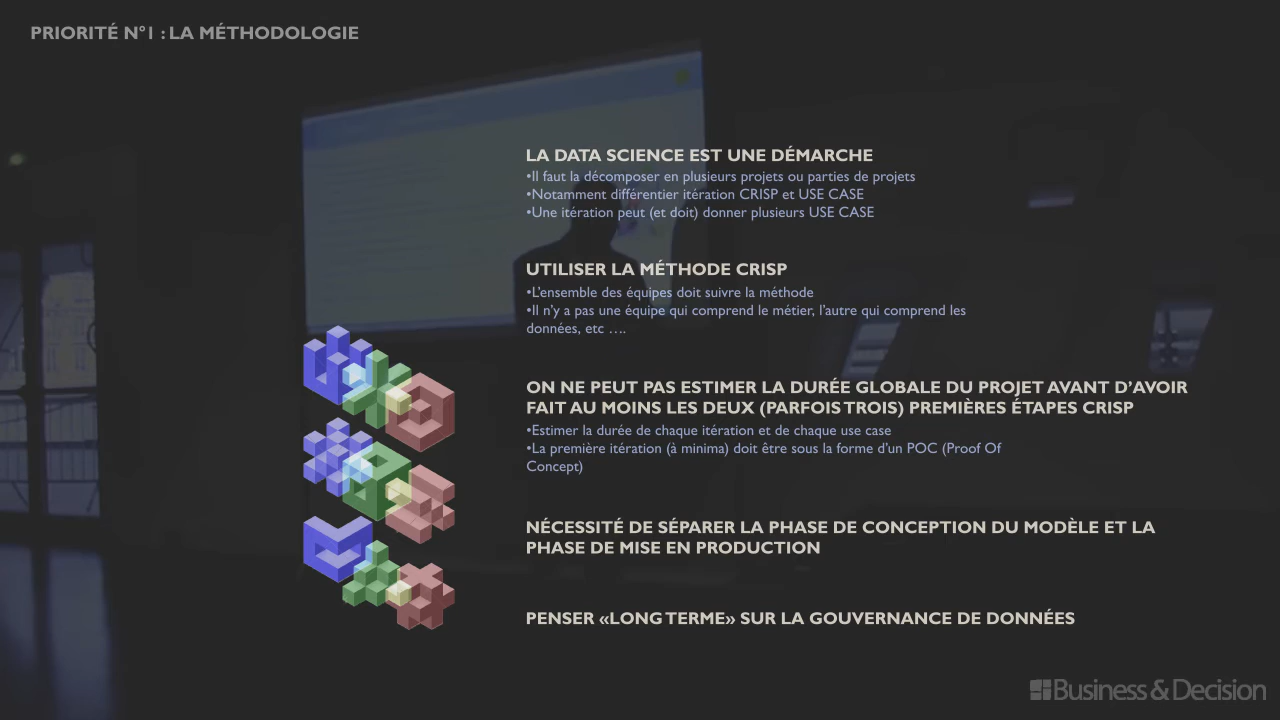 PRIORITÉ N°1 : LA MÉTHODOLOGIE
LA DATA SCIENCE EST UNE DÉMARCHE
•Il faut la décomposer en plusieurs projets ou parties de projets
•Notamment différentier itération CRISP et USE CASE
•Une itération peut (et doit) donner plusieurs USE CASE
UTILISER LA MÉTHODE CRISP
•L'ensemble des équipes doit suivre la méthode
•Il n'y a pas une équipe qui comprend le métier, l'autre qui comprend les
données, etc ….
ON NE PEUT PAS ESTIMER LA DURÉE GLOBALE DU PROJET AVANT D'AVOIR
FAIT AU MOINS LES DEUX (PARFOIS TROIS) PREMIÈRES ÉTAPES CRISP
•Estimer la durée de chaque itération et de chaque use case
•La première itération (à minima) doit être sous la forme d'un POC (Proof Of
Concept)
NÉCESSITÉ DE SÉPARER LA PHASE DE CONCEPTION DU MODÈLE ET LA
PHASE DE MISE EN PRODUCTION
PENSER «LONG TERME» SUR LA GOUVERNANCE DE DONNÉES
Business & Decision